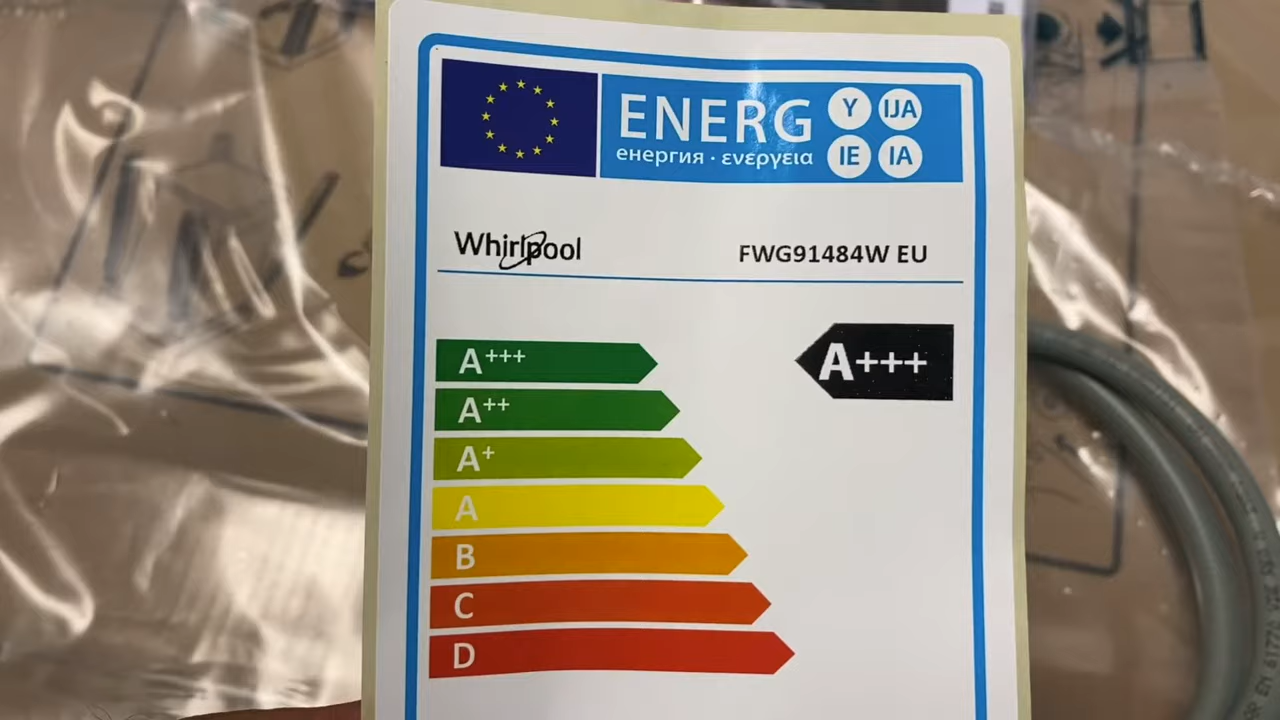 ENERG Y IJA
енергия · ενεργεια IE IA
Whirlpool FWG91484W EU
A+++ A+++
A++
A+
A
B
C
D